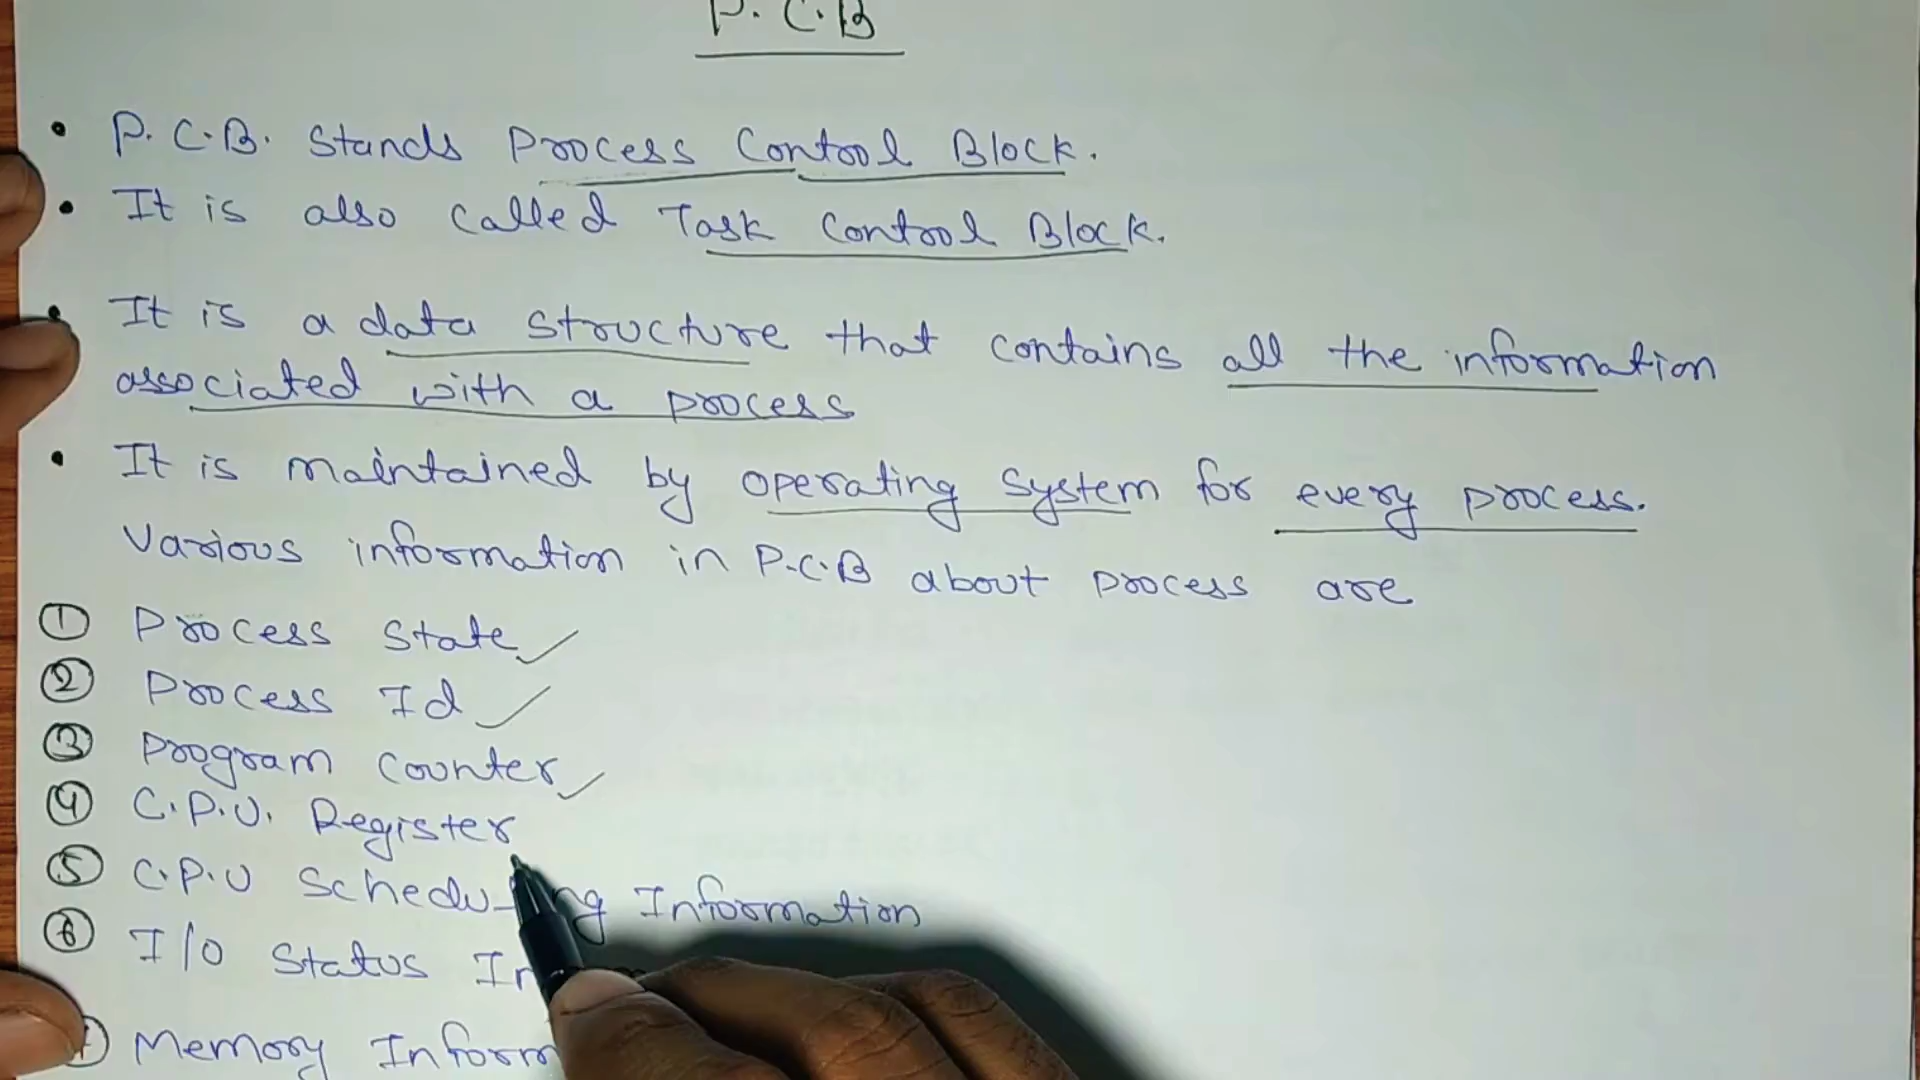 P.C.B
• P.C.B. Stands Process Control Block.
• It is also called Task Control Block.
• It is a data structure that contains all the information
associated with a process
• It is maintained by operating system for every process.
Various information in P.C.B about process are
① Process State ✓
② Process Id ✓
③ Program Counter ✓
④ C.P.U. Register
⑤ C.P.U Scheduling Information
⑥ I/O Status In
Memory Inform